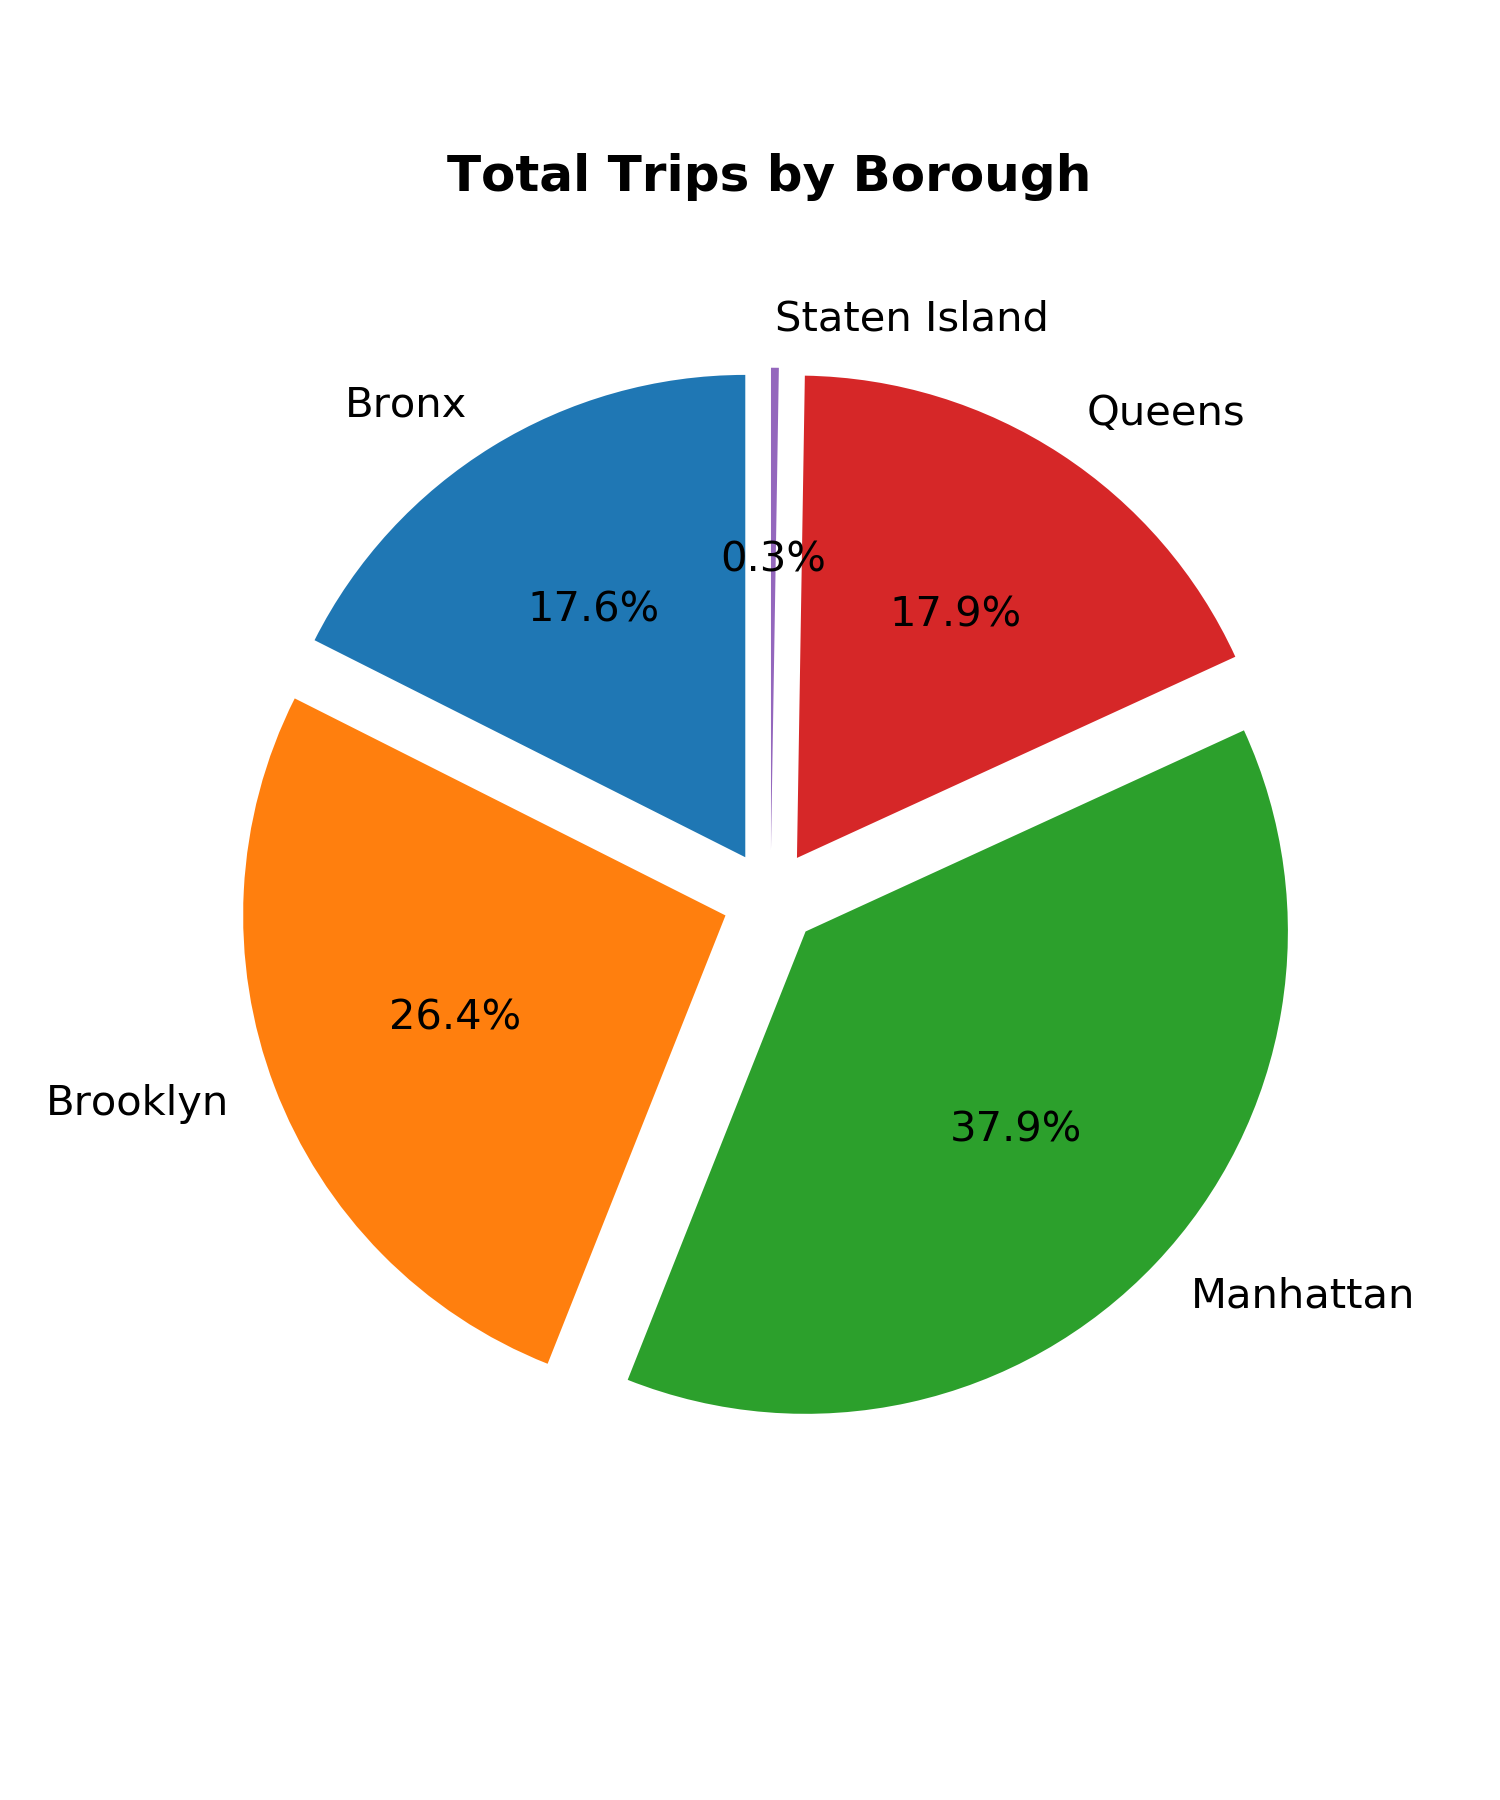 Total Trips by Borough
Staten Island
Bronx
Queens
0.3%
17.6%
17.9%
26.4%
Brooklyn
37.9%
Manhattan